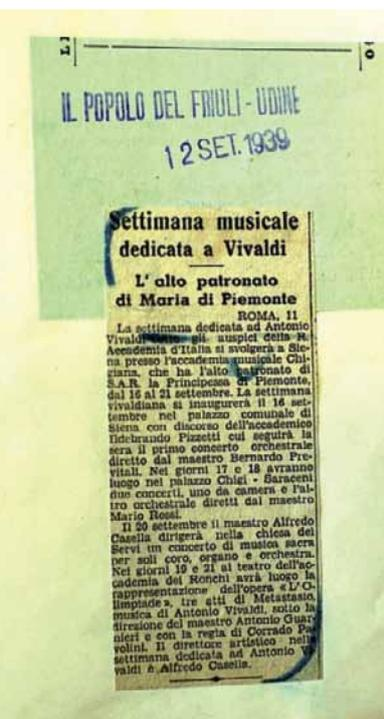 IL POPOLO DEL FRIULI - UDINE
12 SET. 1939
Settimana musicale
dedicata a Vivaldi
L' alto patronato
di Maria di Piemonte
ROMA, 11
La settimana dedicata ad Antonio
Vivaldi sotto gli auspici della R.
Accademia d'Italia si svolgerà a Sie-
na presso l'accademia musicale Chi-
giana, che ha l'alto patronato di
S.A.R. la Principessa di Piemonte,
dal 16 al 21 settembre. La settimana
vivaldiana si inaugurerà il 16 set-
tembre nel palazzo comunale di
Siena con discorso dell'accademico
Ildebrando Pizzetti cui seguirà la
sera il primo concerto orchestrale
diretto dal maestro Bernardo Pre-
vitali. Nei giorni 17 e 18 avranno
luogo nel palazzo Chigi - Saraceni
due concerti, uno da camera e l'al-
tro orchestrale diretti dal maestro
Mario Rossi.
Il 20 settembre il maestro Alfredo
Casella dirigerà nella chiesa dei
Servi un concerto di musica sacra
per soli coro, organo e orchestra.
Nei giorni 19 e 21 al teatro dell'ac-
cademia dei Ronchi avrà luogo la
rappresentazione dell'opera «L'O-
limpiade», tre atti di Metastasio,
musica di Antonio Vivaldi, sotto la
direzione del maestro Antonio Guar-
nieri e con la regia di Corrado Pa-
volini. Il direttore artistico nella
settimana dedicata ad Antonio Vi-
valdi è Alfredo Casella.